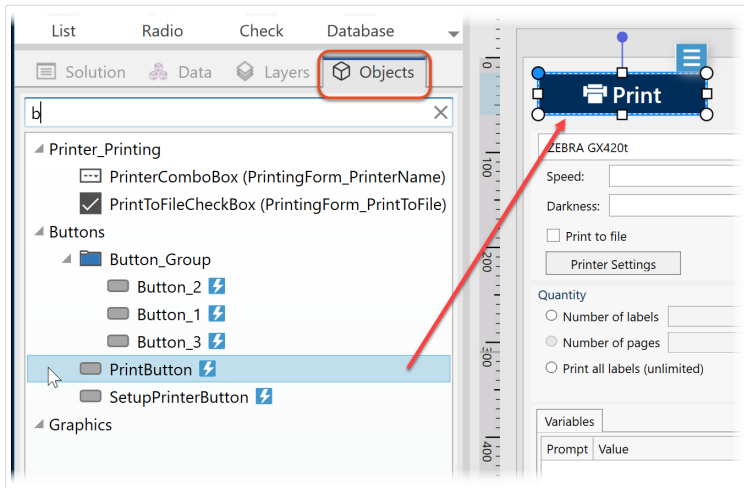 List Radio Check Database
Solution Data Layers Objects
b
Printer_Printing
PrinterComboBox (PrintingForm_PrinterName)
PrintToFileCheckBox (PrintingForm_PrintToFile)
Buttons
Button_Group
Button_2
Button_1
Button_3
PrintButton
SetupPrinterButton
Graphics
0
100
200
300
400
Print
ZEBRA GX420t
Speed:
Darkness:
Print to file
Printer Settings
Quantity
Number of labels
Number of pages
Print all labels (unlimited)
Variables
Prompt Value